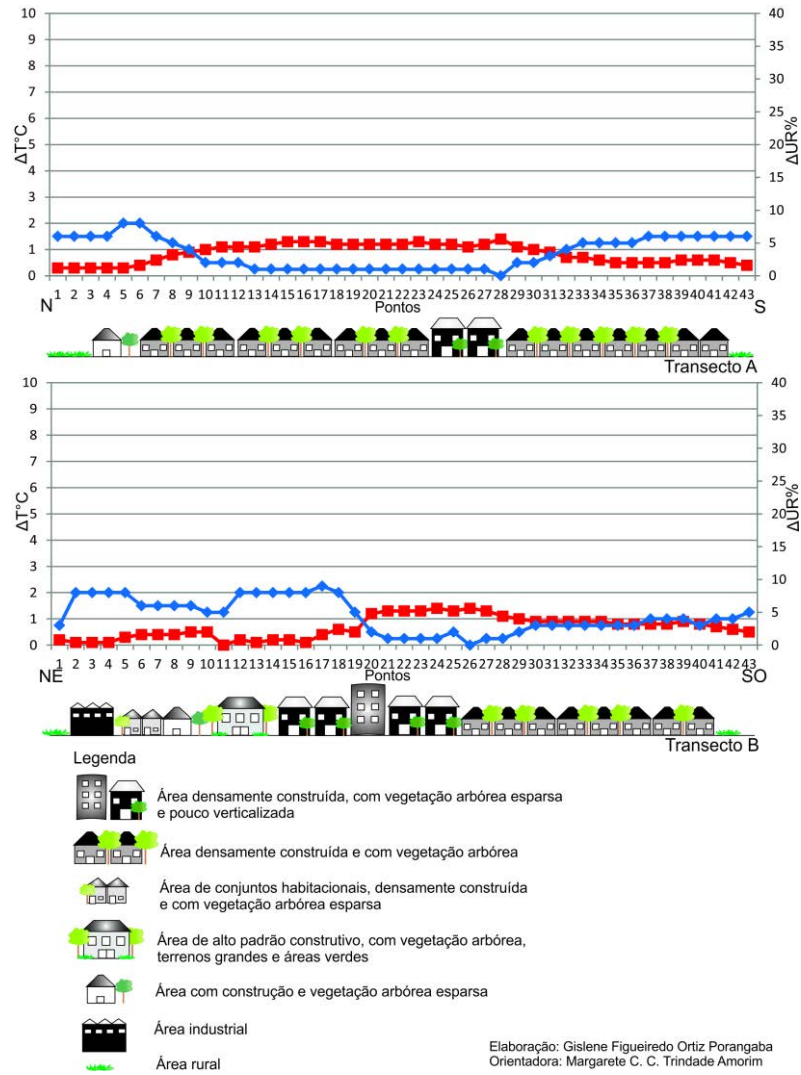 10 40
9 35
8
7 30
6 25
5 20
4 15
3
2 10
1 5
0 0
ΔT°C
ΔUR%
1 2 3 4 5 6 7 8 9 10 11 12 13 14 15 16 17 18 19 20 21 22 23 24 25 26 27 28 29 30 31 32 33 34 35 36 37 38 39 40 41 42 43
N Pontos S
Transecto A
10 40
9 35
8
7 30
6 25
5 20
4 15
3
2 10
1 5
0 0
ΔT°C
ΔUR%
1 2 3 4 5 6 7 8 9 10 11 12 13 14 15 16 17 18 19 20 21 22 23 24 25 26 27 28 29 30 31 32 33 34 35 36 37 38 39 40 41 42 43
NE Pontos SO
Transecto B
Legenda
Área densamente construída, com vegetação arbórea esparsa
e pouco verticalizada
Área densamente construída e com vegetação arbórea
Área de conjuntos habitacionais, densamente construída
e com vegetação arbórea esparsa
Área de alto padrão construtivo, com vegetação arbórea,
terrenos grandes e áreas verdes
Área com construção e vegetação arbórea esparsa
Área industrial
Área rural
Elaboração: Gislene Figueiredo Ortiz Porangaba
Orientadora: Margarete C. C. Trindade Amorim